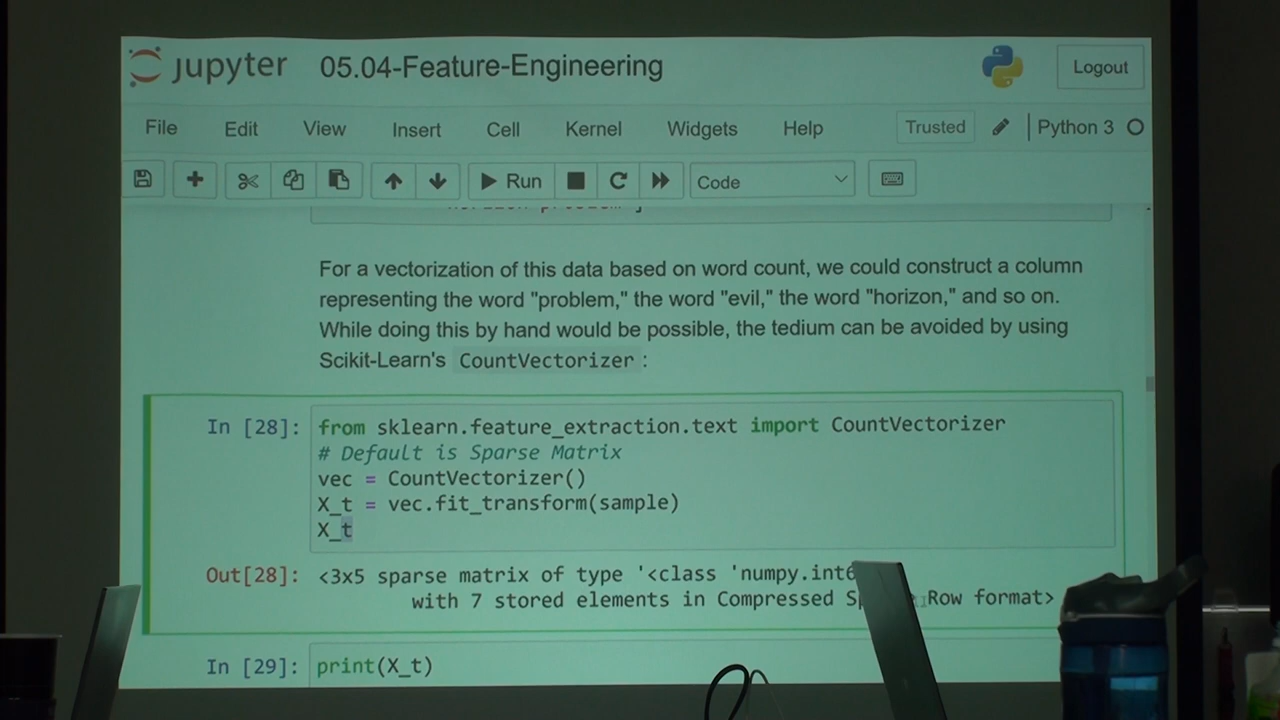 jupyter 05.04-Feature-Engineering Logout
File Edit View Insert Cell Kernel Widgets Help Trusted Python 3
Run Code
For a vectorization of this data based on word count, we could construct a column
representing the word "problem," the word "evil," the word "horizon," and so on.
While doing this by hand would be possible, the tedium can be avoided by using
Scikit-Learn's CountVectorizer :
In [28]: from sklearn.feature_extraction.text import CountVectorizer
# Default is Sparse Matrix
vec = CountVectorizer()
X_t = vec.fit_transform(sample)
X_t
Out[28]: <3x5 sparse matrix of type '<class 'numpy.int6
with 7 stored elements in Compressed Row format>
In [29]: print(X_t)